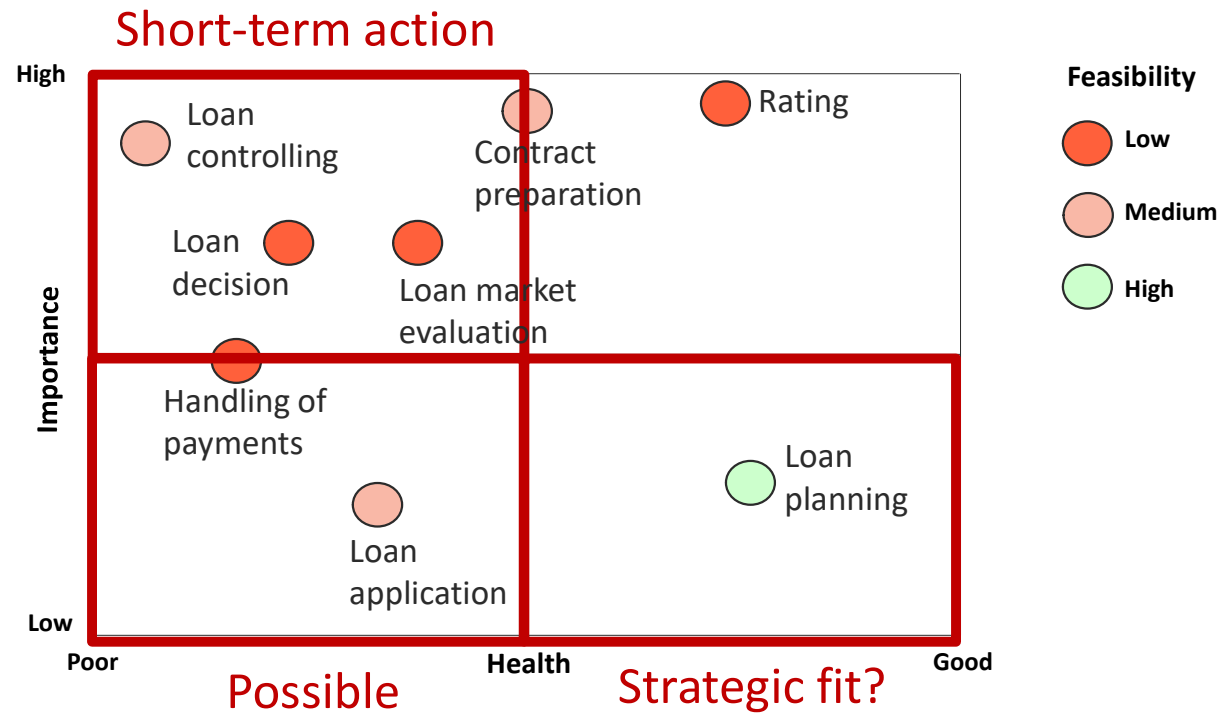 Short-term action
High
Loan
controlling
Contract
preparation
Rating
Loan
decision
Loan market
evaluation
Importance
Handling of
payments
Loan
planning
Loan
application
Low
Poor
Health
Good
Possible
Strategic fit?
Feasibility
Low
Medium
High